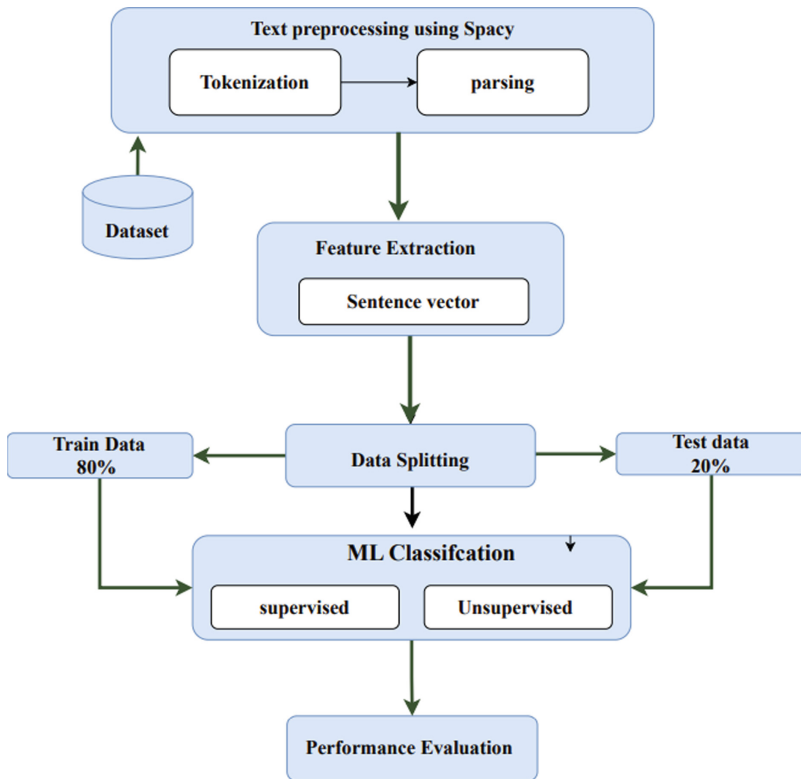 Text preprocessing using Spacy
Tokenization
parsing
Dataset
Feature Extraction
Sentence vector
Train Data
80%
Data Splitting
Test data
20%
ML Classifcation
supervised
Unsupervised
Performance Evaluation